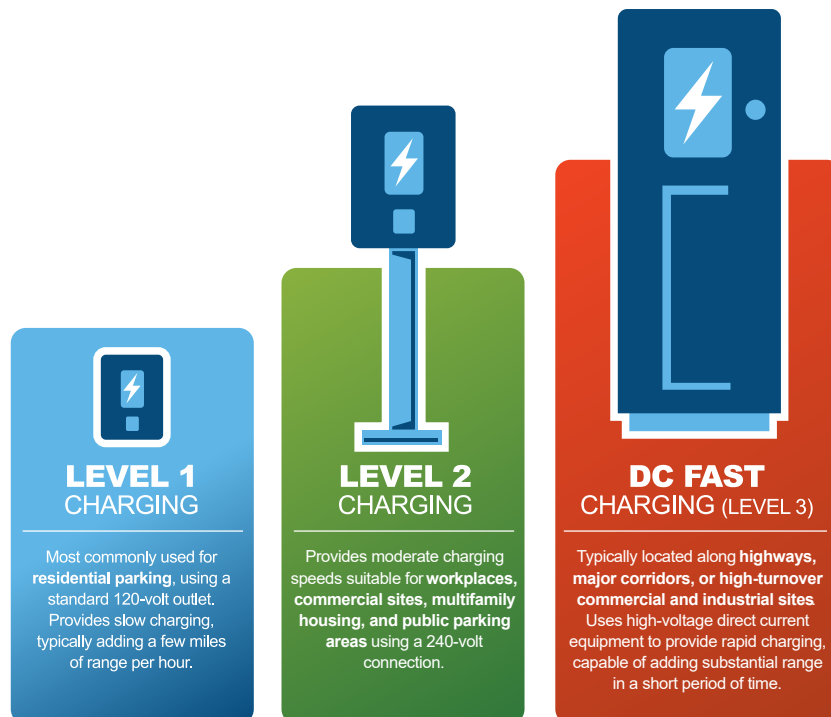 LEVEL 1
CHARGING
Most commonly used for
residential parking, using a
standard 120-volt outlet.
Provides slow charging,
typically adding a few miles
of range per hour.
LEVEL 2
CHARGING
Provides moderate charging
speeds suitable for workplaces,
commercial sites, multifamily
housing, and public parking
areas using a 240-volt
connection.
DC FAST
CHARGING (LEVEL 3)
Typically located along highways,
major corridors, or high-turnover
commercial and industrial sites.
Uses high-voltage direct current
equipment to provide rapid charging,
capable of adding substantial range
in a short period of time.